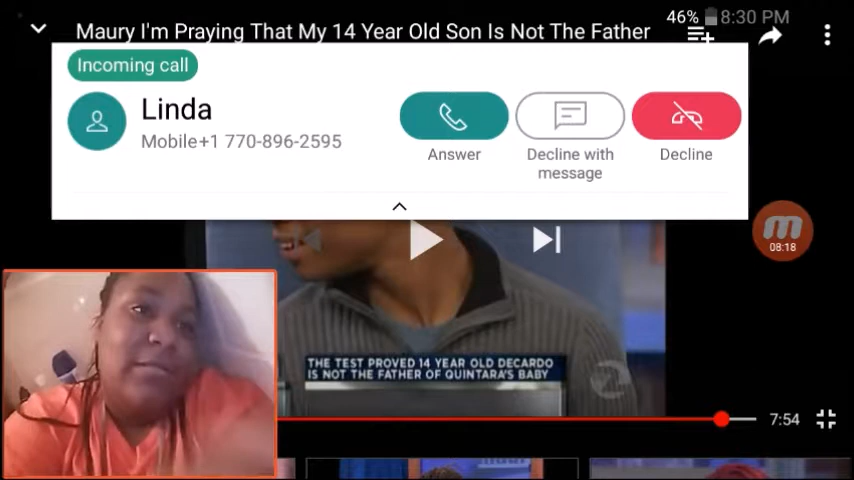 46% 8:30 PM
Maury I'm Praying That My 14 Year Old Son Is Not The Father
Incoming call
Linda
Mobile+1 770-896-2595
Answer
Decline with
message
Decline
08:18
THE TEST PROVED 14 YEAR OLD DECARDO
IS NOT THE FATHER OF QUINTARA'S BABY
2
7:54